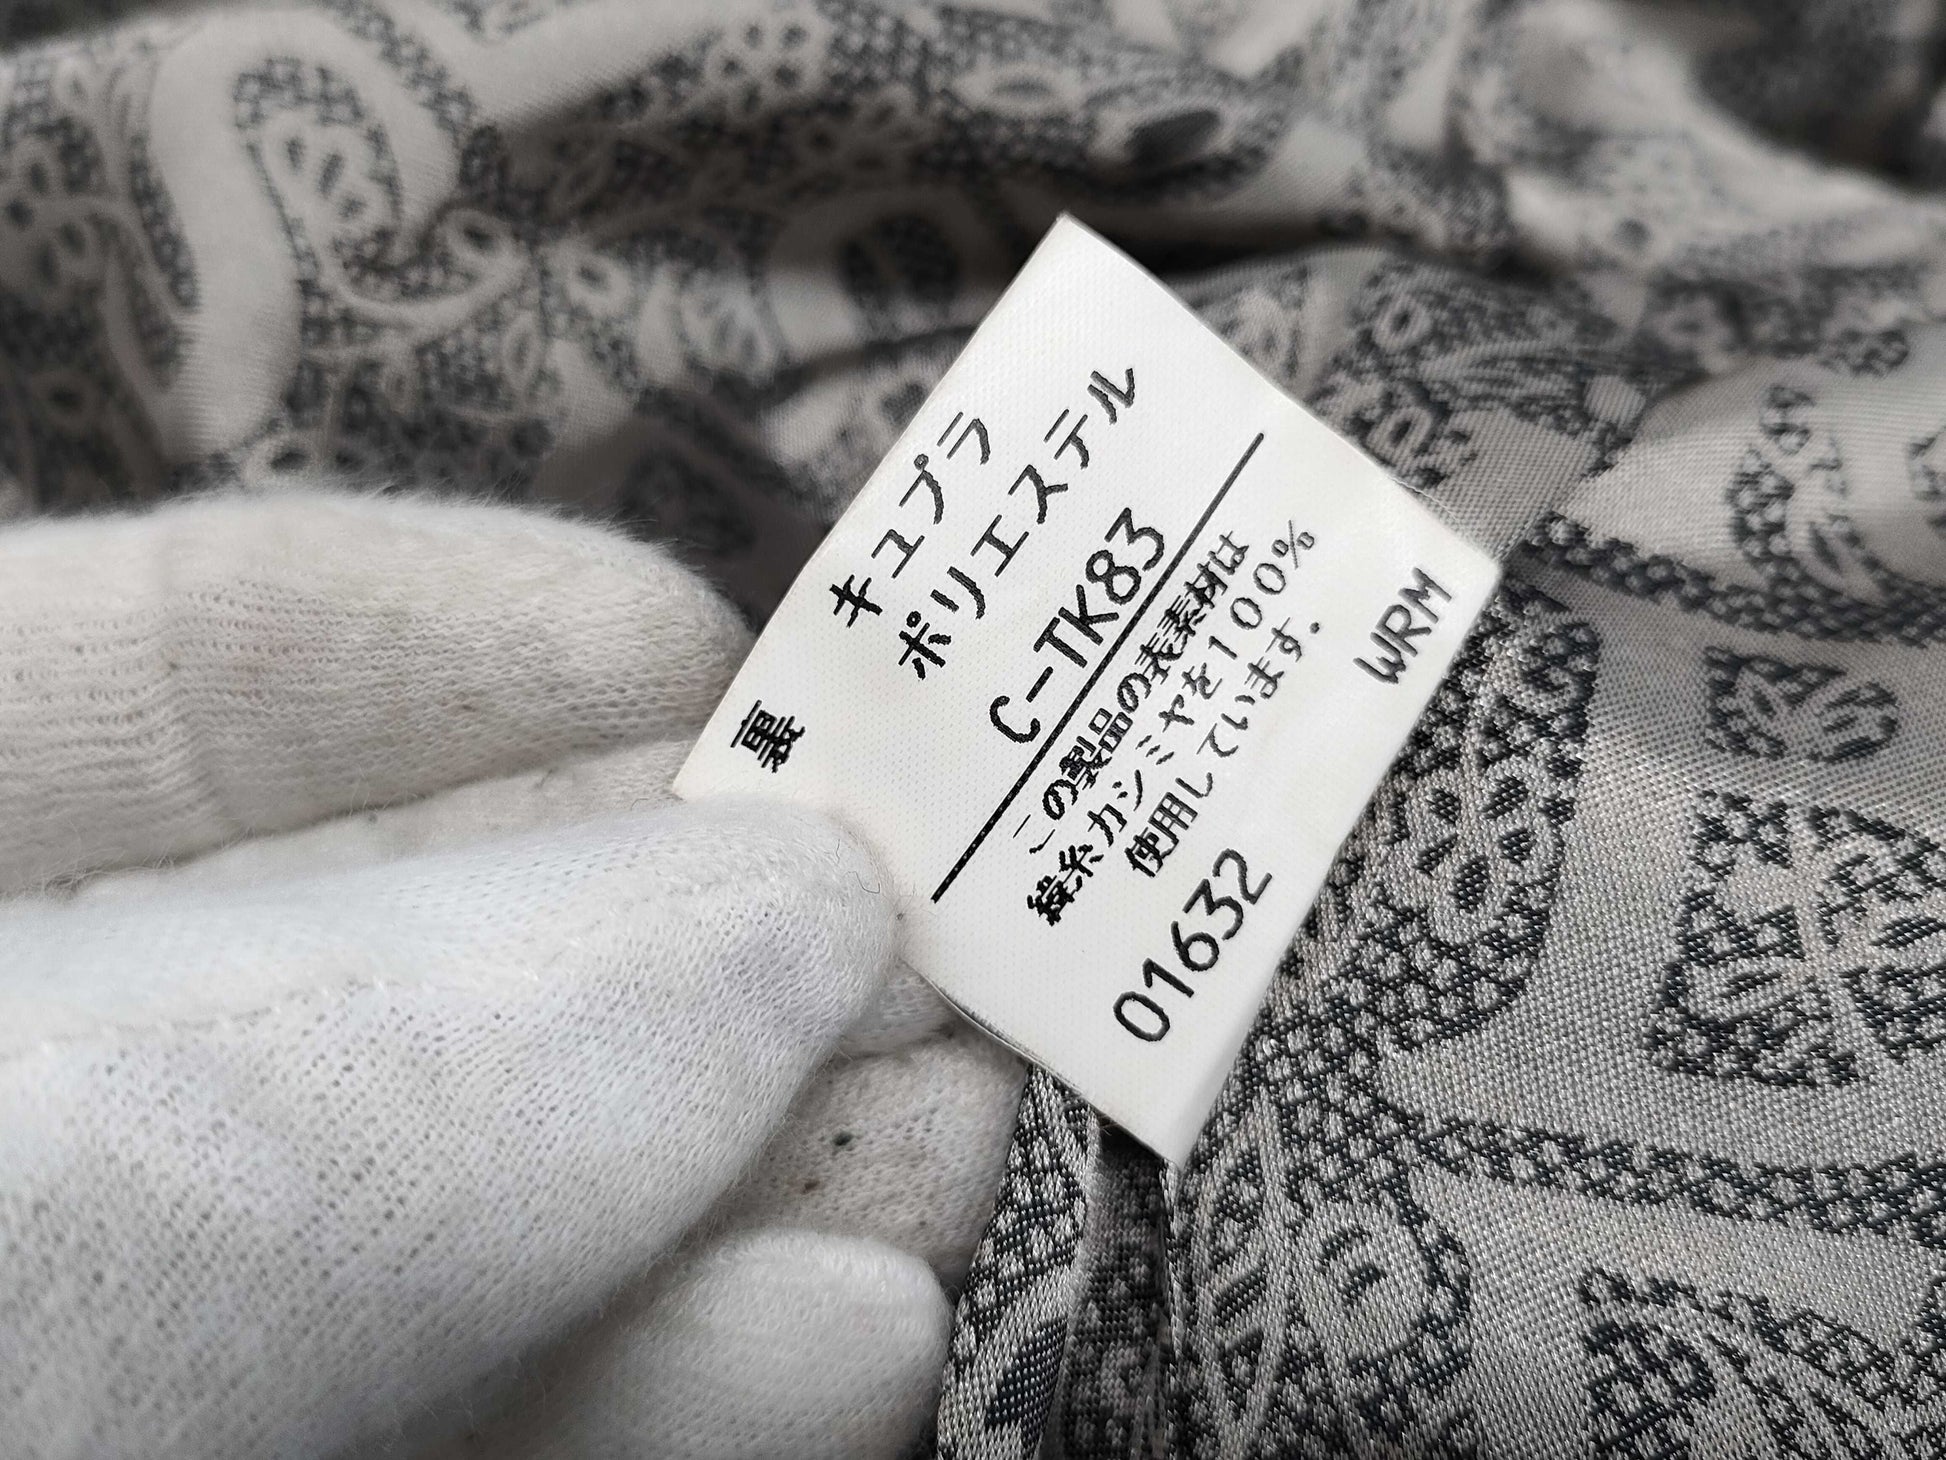 裏 キュプラ
ポリエステル
C-TK83
この製品の表素材は
緯糸カシミヤを100%
使用しています.
01632 WRM